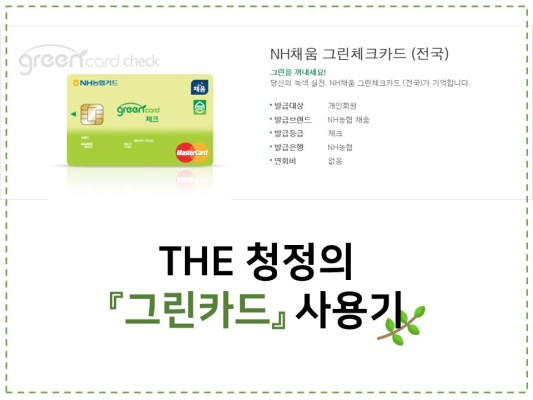 greencard check
NH채움 그린체크카드 (전국)
그린을 꺼내세요!
당신의 녹색 실천. NH채움 그린체크카드 (전국)가 기억합니다.
발급대상 개인회원
발급브랜드 NH농협 채움
발급등급 체크
발급은행 NH농협
연회비 없음
NH농협카드
채움
greencard
체크
MasterCard
THE 청정의
『그린카드』 사용기